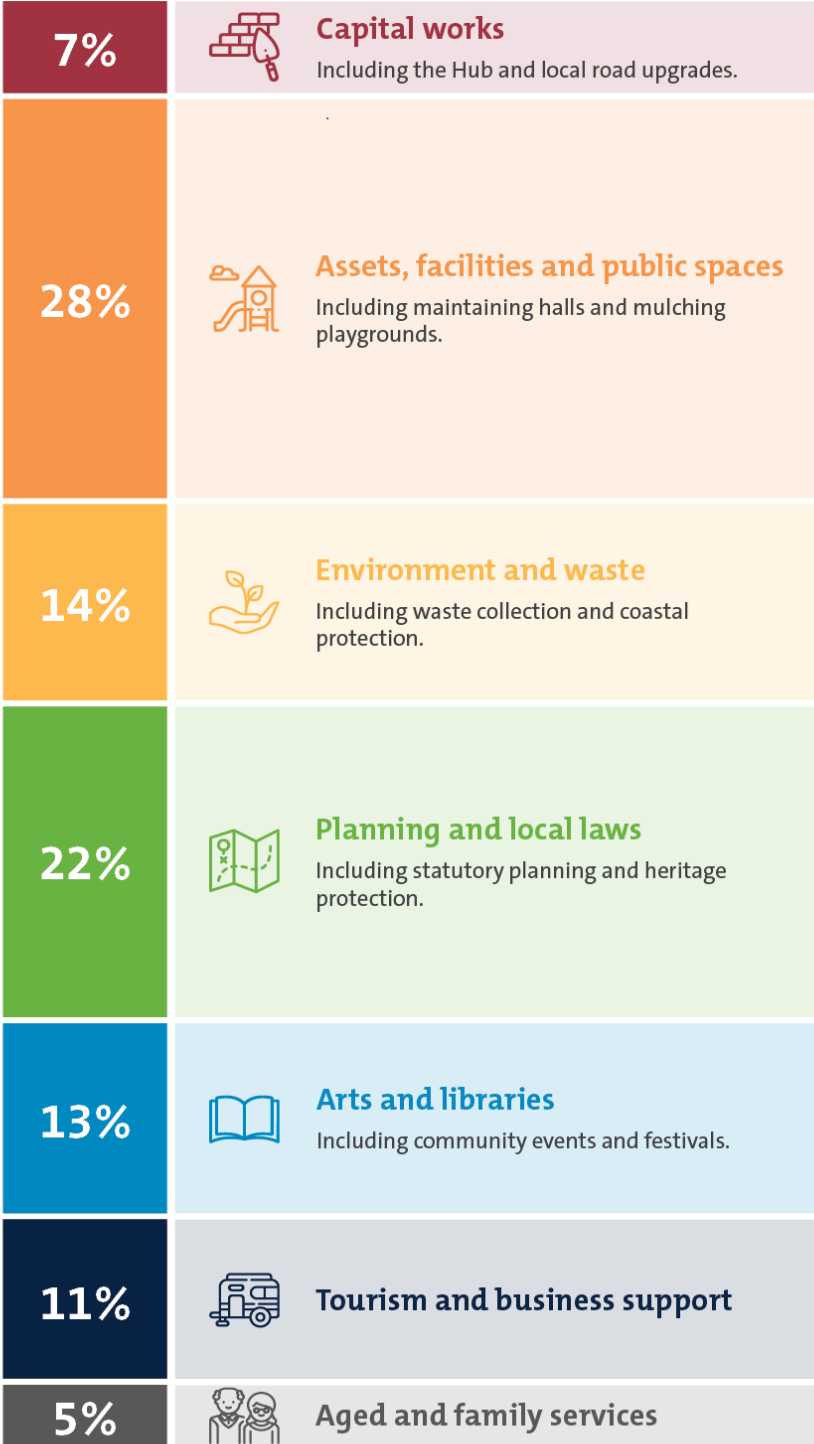 7%
Capital works
Including the Hub and local road upgrades.
28%
Assets, facilities and public spaces
Including maintaining halls and mulching
playgrounds.
14%
Environment and waste
Including waste collection and coastal
protection.
22%
Planning and local laws
Including statutory planning and heritage
protection.
13%
Arts and libraries
Including community events and festivals.
11%
Tourism and business support
5%
Aged and family services